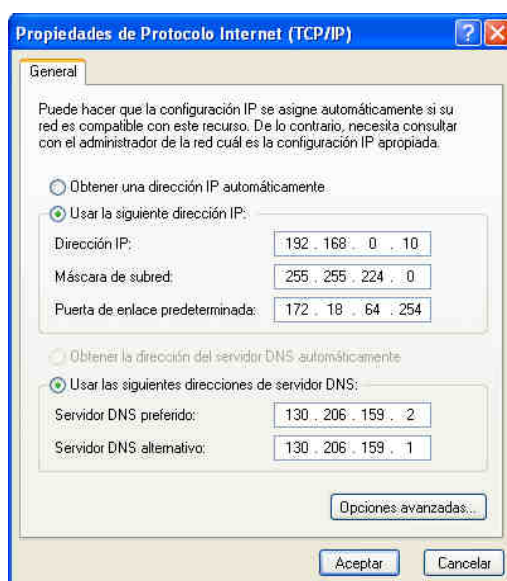 Propiedades de Protocolo Internet (TCP/IP)
General
Puede hacer que la configuración IP se asigne automáticamente si su
red es compatible con este recurso. De lo contrario, necesita consultar
con el administrador de la red cuál es la configuración IP apropiada.
Obtener una dirección IP automáticamente
Usar la siguiente dirección IP:
Dirección IP: 192 . 168 . 0 . 10
Máscara de subred: 255 . 255 . 224 . 0
Puerta de enlace predeterminada: 172 . 18 . 64 . 254
Obtener la dirección del servidor DNS automáticamente
Usar las siguientes direcciones de servidor DNS:
Servidor DNS preferido: 130 . 206 . 159 . 2
Servidor DNS alternativo: 130 . 206 . 159 . 1
Opciones avanzadas...
Aceptar Cancelar